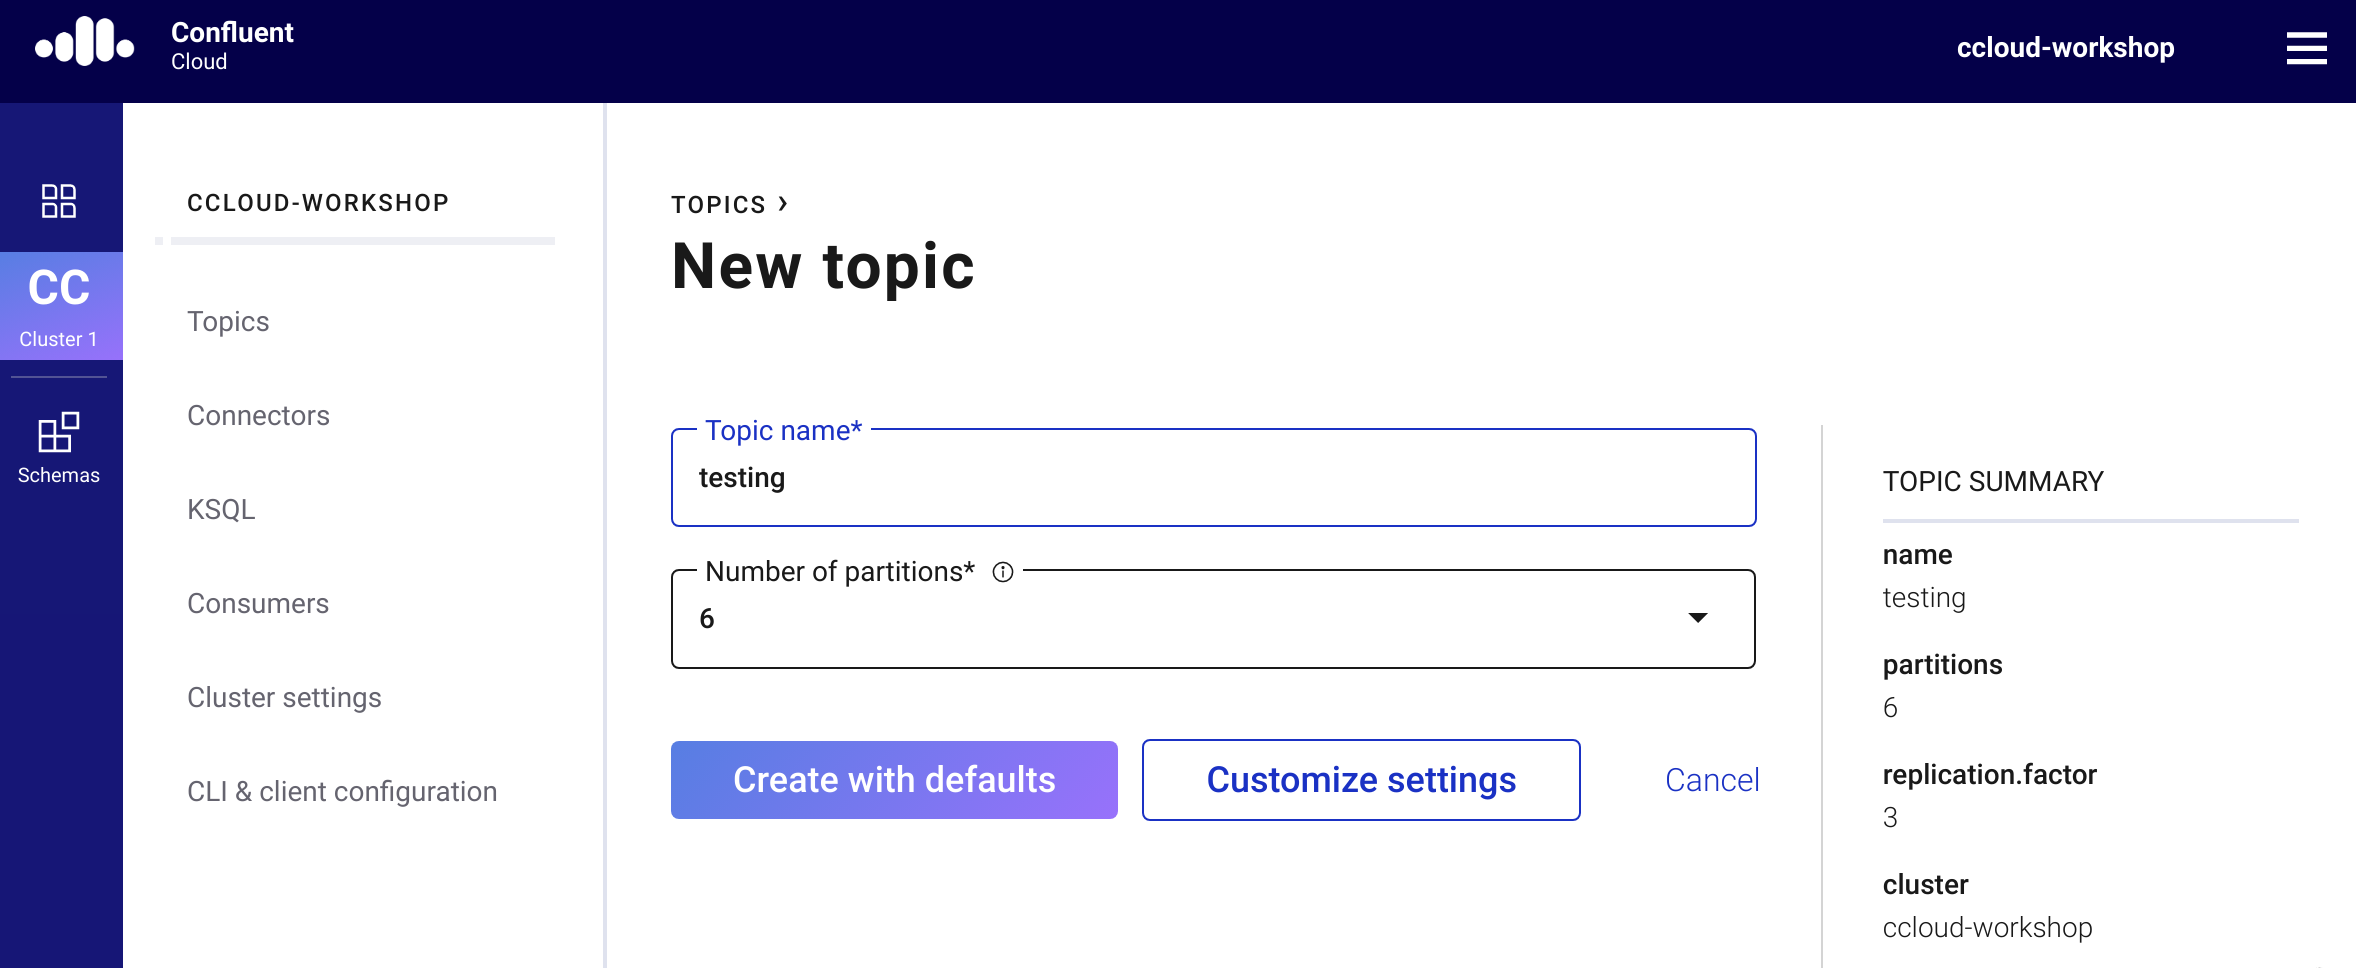 Confluent
Cloud
ccloud-workshop
CC
Cluster 1
Schemas
CCLOUD-WORKSHOP
Topics
Connectors
KSQL
Consumers
Cluster settings
CLI & client configuration
TOPICS ›
New topic
Topic name*
testing
Number of partitions*
6
Create with defaults
Customize settings
Cancel
TOPIC SUMMARY
name
testing
partitions
6
replication.factor
3
cluster
ccloud-workshop